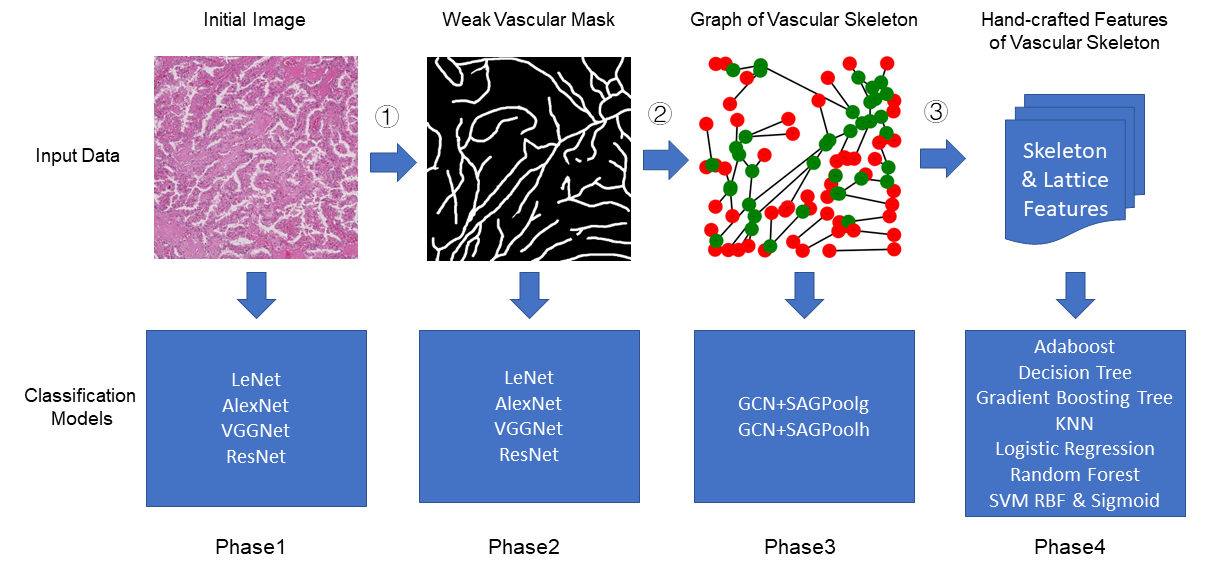 Initial Image
Weak Vascular Mask
Graph of Vascular Skeleton
Hand-crafted Features
of Vascular Skeleton
Input Data
①
②
③
Skeleton
& Lattice
Features
Classification
Models
LeNet
AlexNet
VGGNet
ResNet
LeNet
AlexNet
VGGNet
ResNet
GCN+SAGPoolg
GCN+SAGPoolh
Adaboost
Decision Tree
Gradient Boosting Tree
KNN
Logistic Regression
Random Forest
SVM RBF & Sigmoid
Phase1
Phase2
Phase3
Phase4